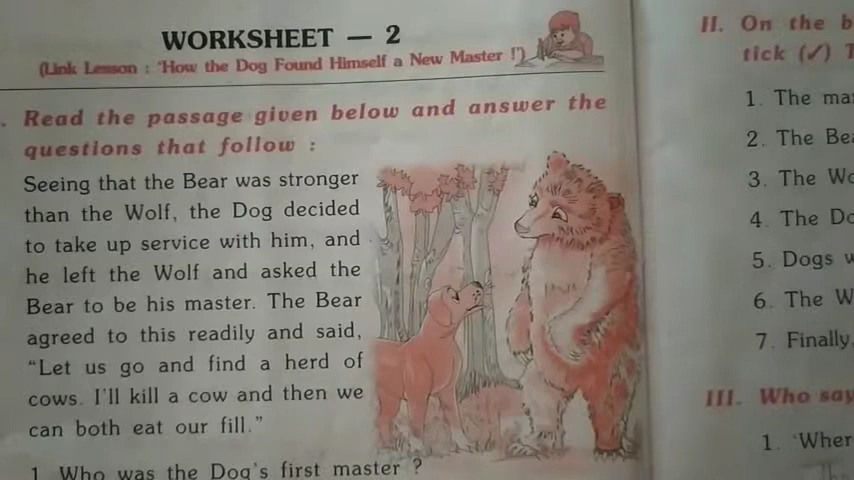 WORKSHEET — 2
(Link Lesson : 'How the Dog Found Himself a New Master !')
. Read the passage given below and answer the
questions that follow :
Seeing that the Bear was stronger
than the Wolf, the Dog decided
to take up service with him, and
he left the Wolf and asked the
Bear to be his master. The Bear
agreed to this readily and said,
“Let us go and find a herd of
cows. I'll kill a cow and then we
can both eat our fill.”
1. Who was the Dog's first master ?
II. On the b
tick (✓) T
1. The ma
2. The Bea
3. The Wo
4. The Do
5. Dogs w
6. The W
7. Finally,
III. Who say
1. 'Wher